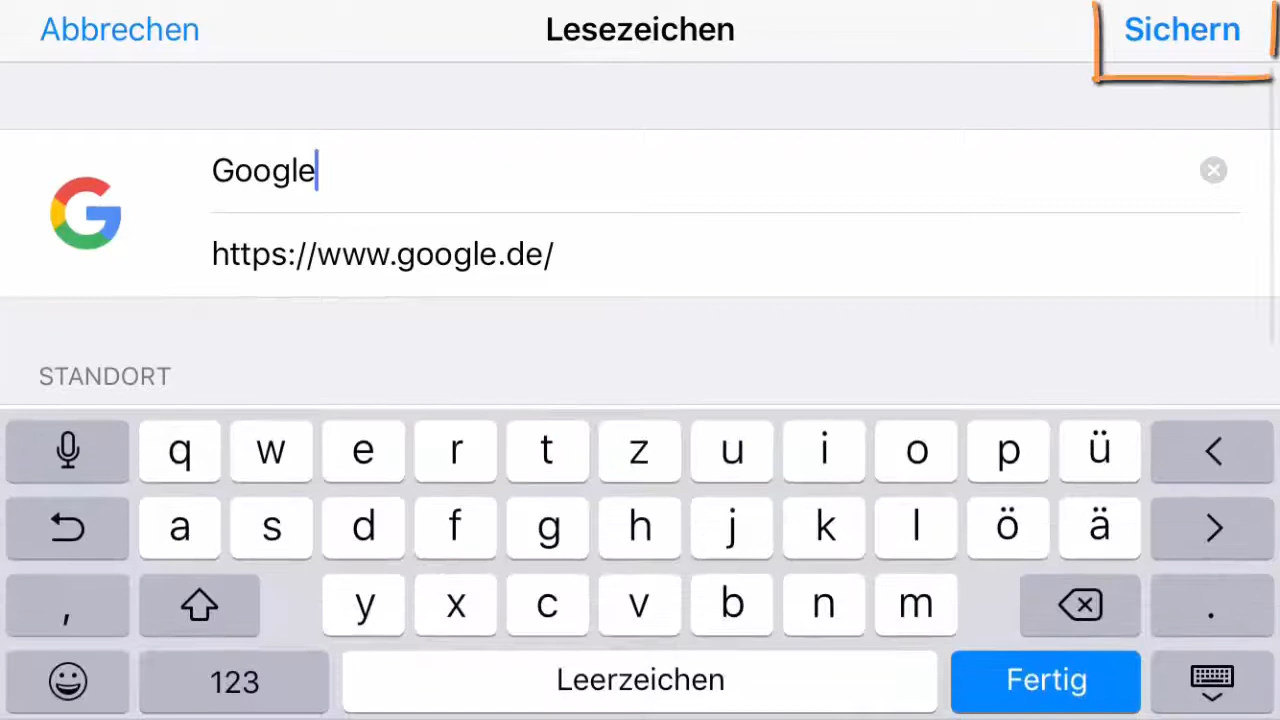 Abbrechen Lesezeichen Sichern
Google
https://www.google.de/
STANDORT
q w e r t z u i o p ü
a s d f g h j k l ö ä
, y x c v b n m .
123 Leerzeichen Fertig